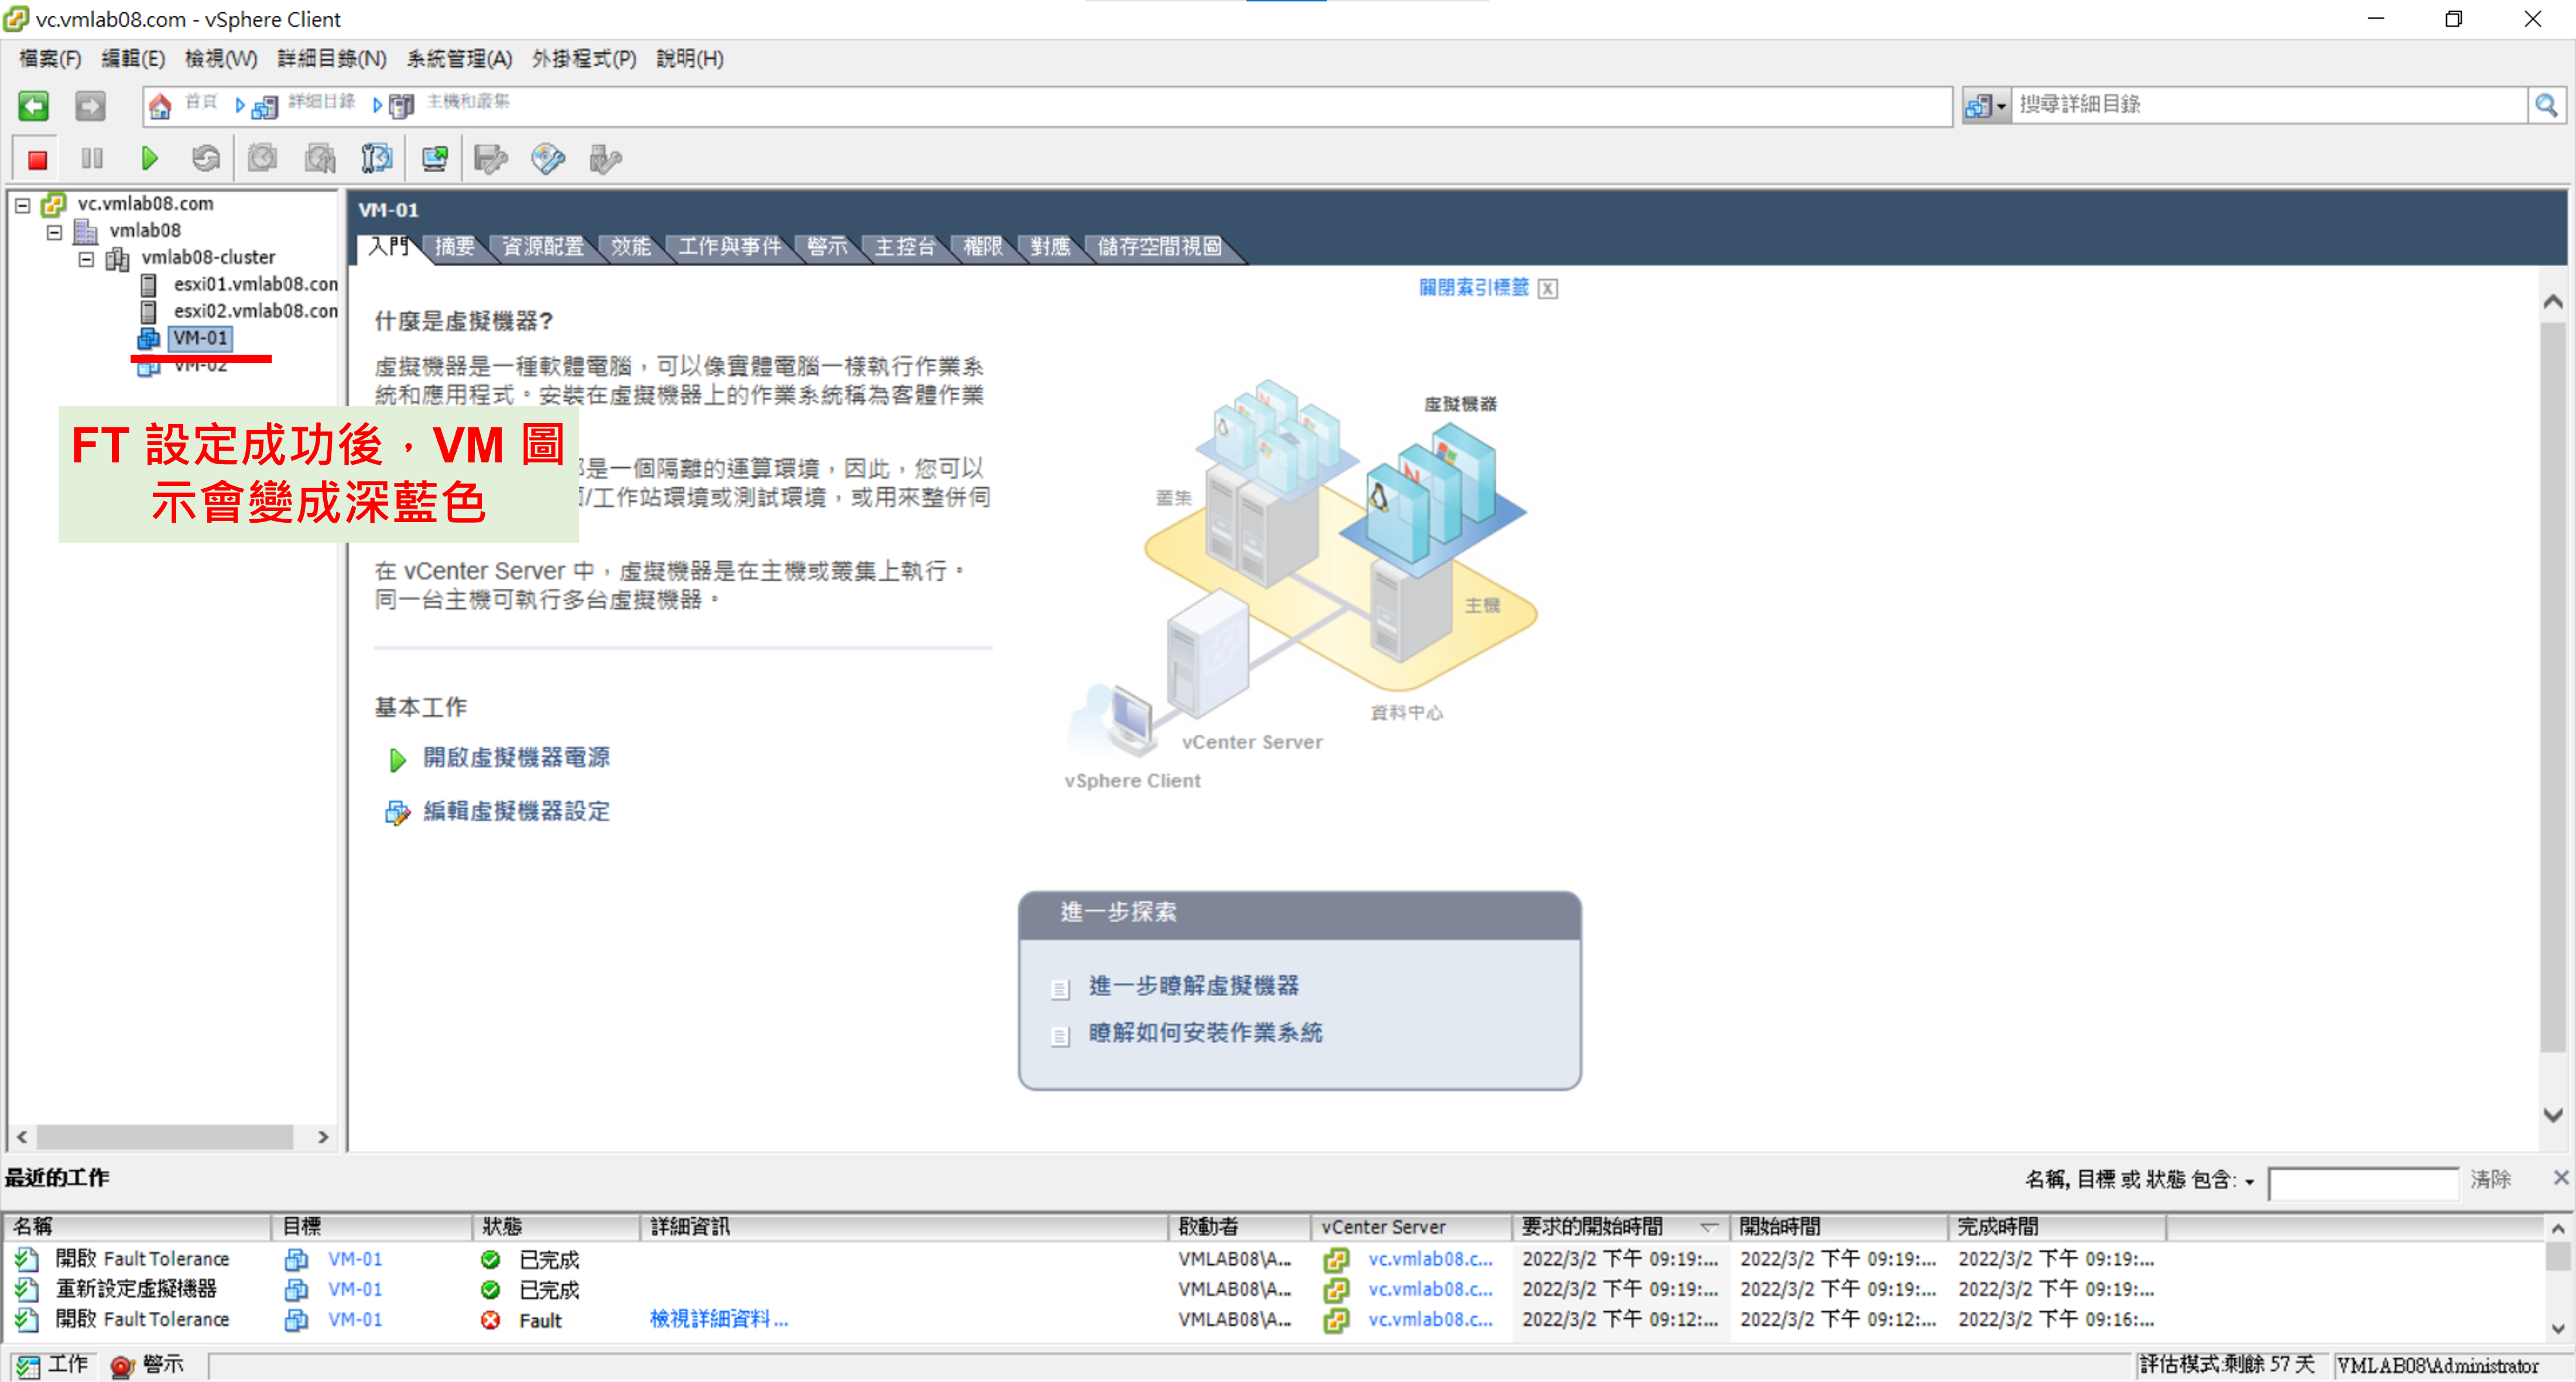 vc.vmlab08.com - vSphere Client
檔案(F) 編輯(E) 檢視(W) 詳細目錄(N) 系統管理(A) 外掛程式(P) 說明(H)
首頁 詳細目錄 主機和叢集
搜尋詳細目錄
vc.vmlab08.com
vmlab08
vmlab08-cluster
esxi01.vmlab08.con
esxi02.vmlab08.con
VM-01
VM-02
FT 設定成功後，VM 圖
示會變成深藍色
VM-01
入門 摘要 資源配置 效能 工作與事件 警示 主控台 權限 對應 儲存空間視圖
關閉索引標籤 X
什麼是虛擬機器?
虛擬機器是一種軟體電腦，可以像實體電腦一樣執行作業系
統和應用程式。安裝在虛擬機器上的作業系統稱為客體作業
是一個隔離的運算環境，因此，您可以
/工作站環境或測試環境，或用來整併伺
在 vCenter Server 中，虛擬機器是在主機或叢集上執行。
同一台主機可執行多台虛擬機器。
基本工作
開啟虛擬機器電源
編輯虛擬機器設定
虛擬機器
叢集
主機
資料中心
vCenter Server
vSphere Client
進一步探索
進一步瞭解虛擬機器
瞭解如何安裝作業系統
最近的工作
名稱, 目標 或 狀態 包含: 清除
名稱 目標 狀態 詳細資訊 啟動者 vCenter Server 要求的開始時間 開始時間 完成時間
開啟 Fault Tolerance VM-01 已完成 VMLAB08\A... vc.vmlab08.c... 2022/3/2 下午 09:19:... 2022/3/2 下午 09:19:... 2022/3/2 下午 09:19:...
重新設定虛擬機器 VM-01 已完成 VMLAB08\A... vc.vmlab08.c... 2022/3/2 下午 09:19:... 2022/3/2 下午 09:19:... 2022/3/2 下午 09:19:...
開啟 Fault Tolerance VM-01 Fault 檢視詳細資料... VMLAB08\A... vc.vmlab08.c... 2022/3/2 下午 09:12:... 2022/3/2 下午 09:12:... 2022/3/2 下午 09:16:...
工作 警示
評估模式:剩餘 57 天 VMLAB08\Administrator